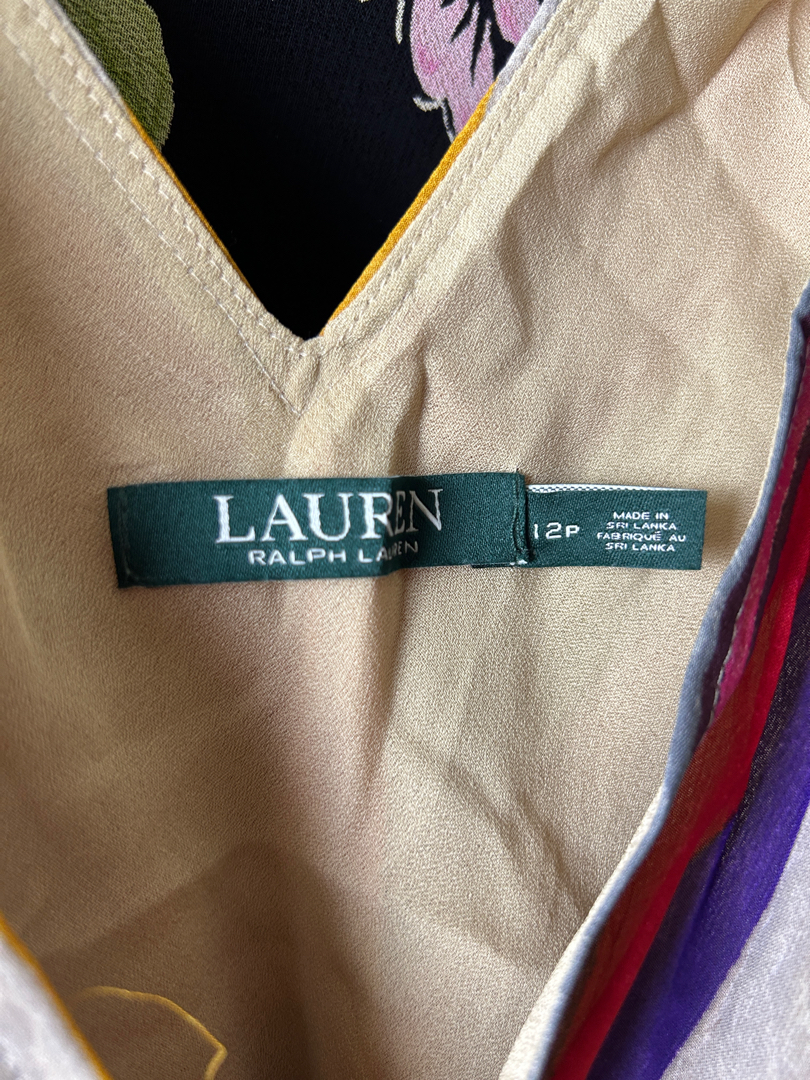 LAUREN
RALPH LAUREN
12P
MADE IN
SRI LANKA
FABRIQUÉ AU
SRI LANKA